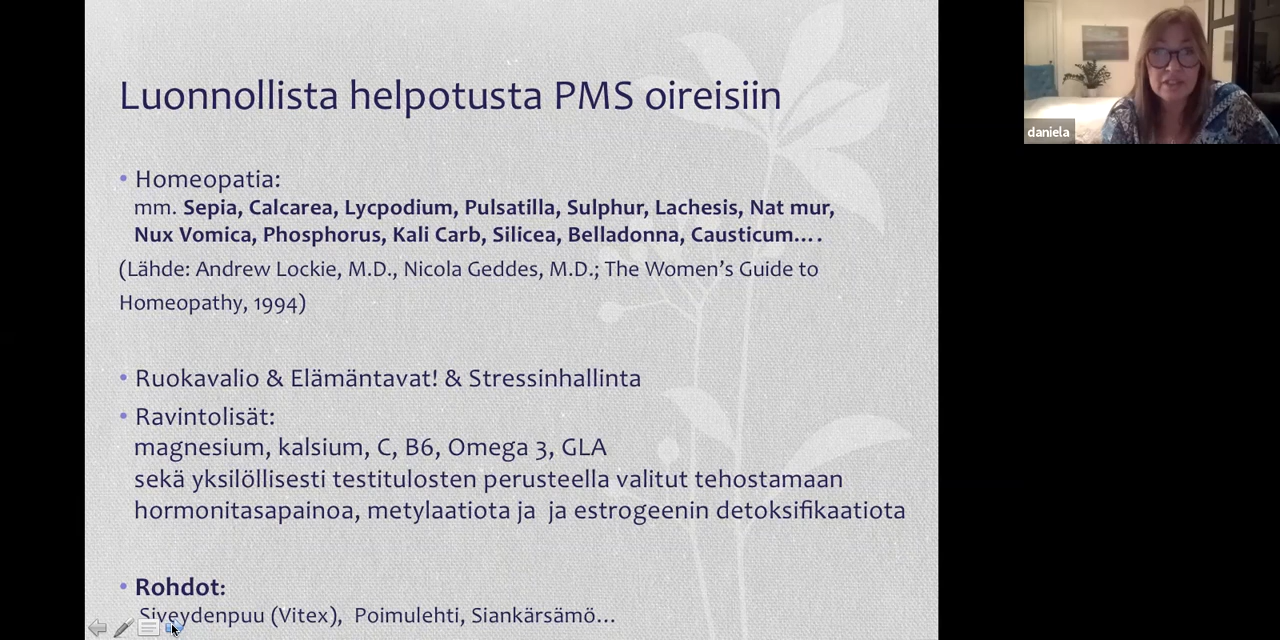 Luonnollista helpotusta PMS oireisiin
• Homeopatia:
mm. Sepia, Calcarea, Lycpodium, Pulsatilla, Sulphur, Lachesis, Nat mur,
Nux Vomica, Phosphorus, Kali Carb, Silicea, Belladonna, Causticum….
(Lähde: Andrew Lockie, M.D., Nicola Geddes, M.D.; The Women’s Guide to
Homeopathy, 1994)
• Ruokavalio & Elämäntavat! & Stressinhallinta
• Ravintolisät:
magnesium, kalsium, C, B6, Omega 3, GLA
sekä yksilöllisesti testitulosten perusteella valitut tehostamaan
hormonitasapainoa, metylaatiota ja ja estrogeenin detoksifikaatiota
• Rohdot:
Siveydenpuu (Vitex), Poimulehti, Siankärsämö...
daniela